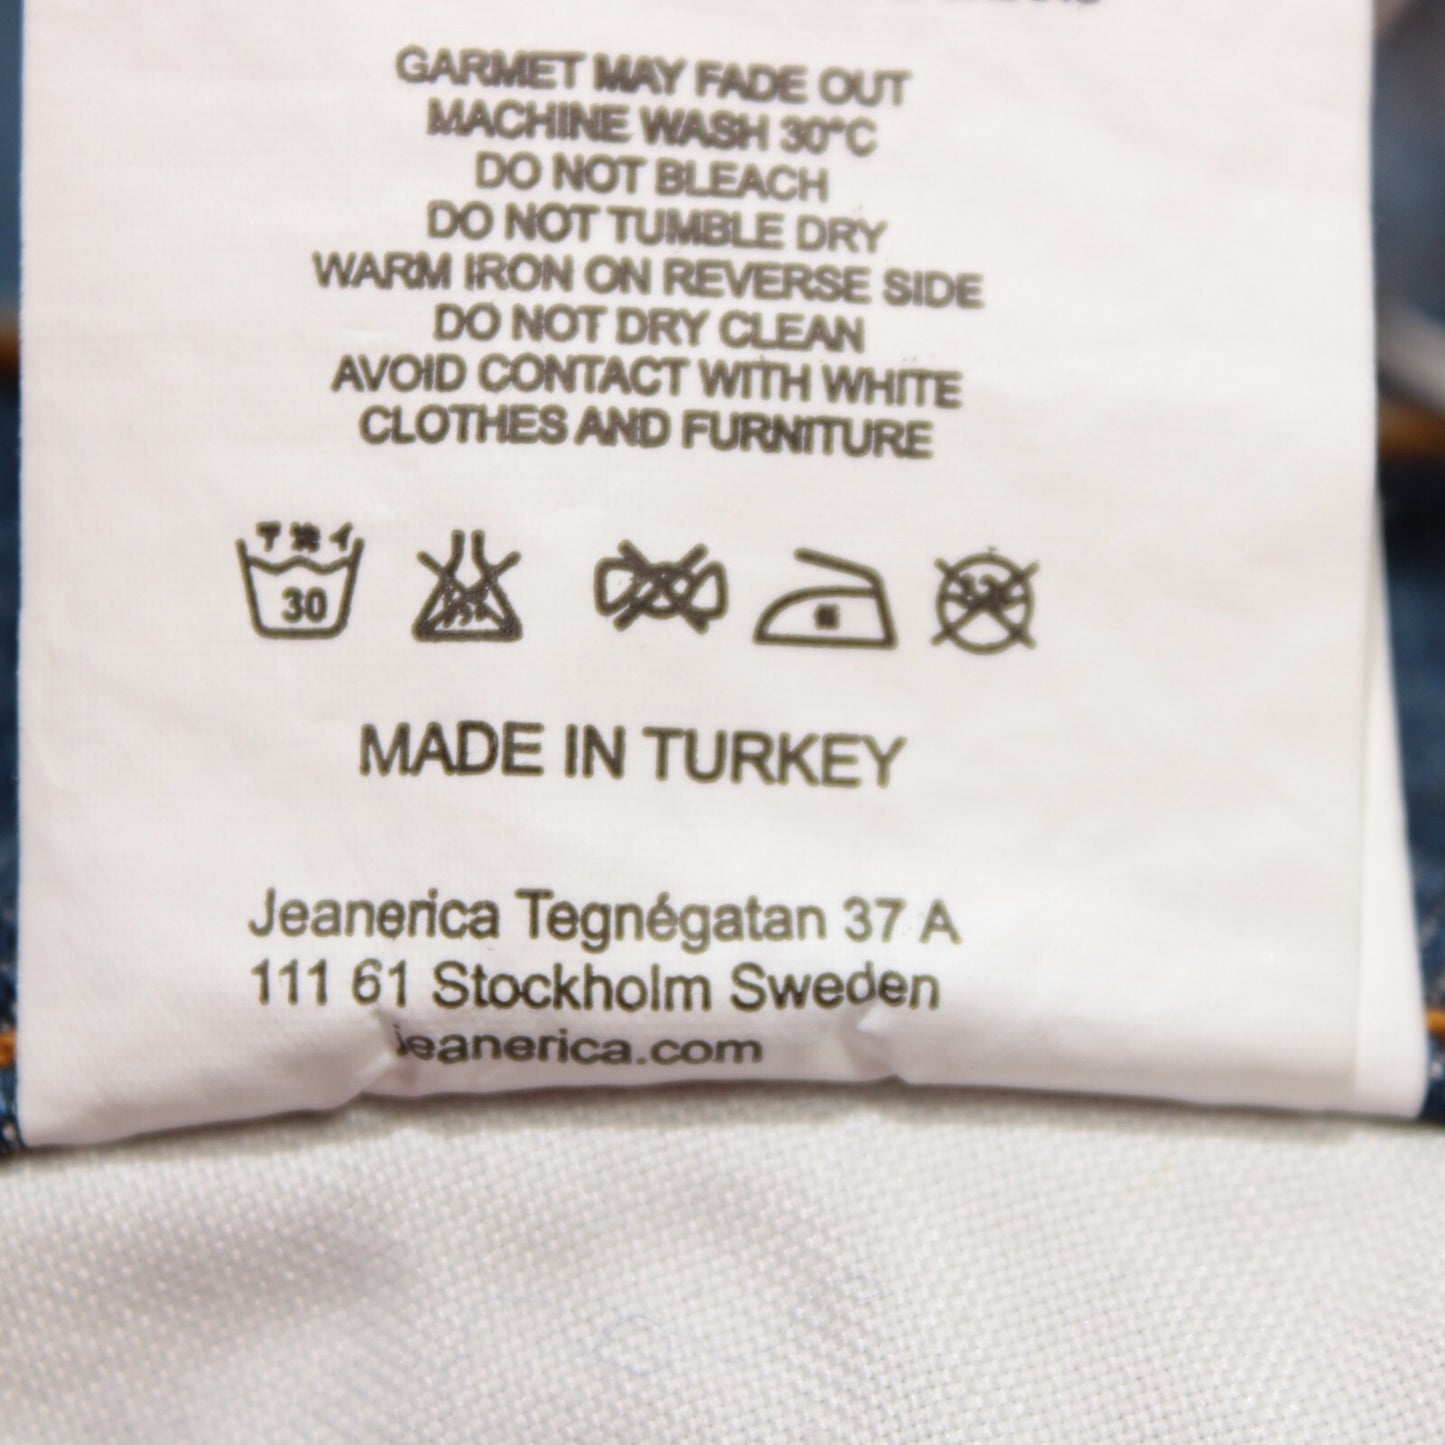 GARMET MAY FADE OUT
MACHINE WASH 30°C
DO NOT BLEACH
DO NOT TUMBLE DRY
WARM IRON ON REVERSE SIDE
DO NOT DRY CLEAN
AVOID CONTACT WITH WHITE
CLOTHES AND FURNITURE
30
MADE IN TURKEY
Jeanerica Tegnégatan 37 A
111 61 Stockholm Sweden
jeanerica.com